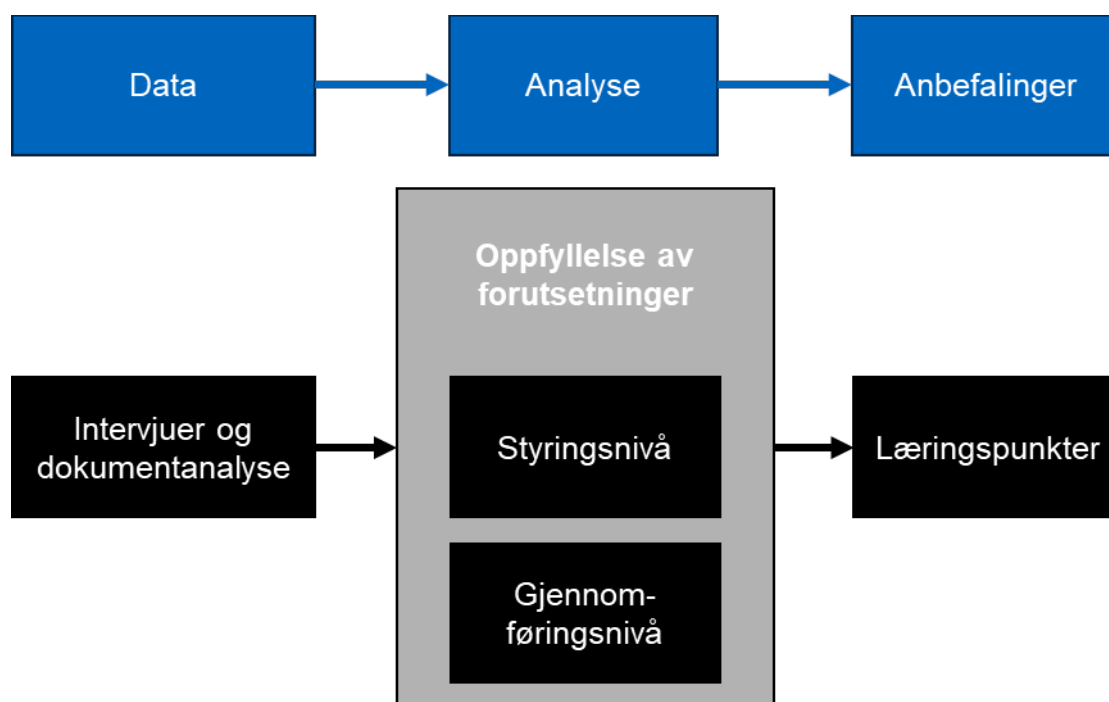 Data
Analyse
Anbefalinger
Oppfyllelse av
forutsetninger
Intervjuer og
dokumentanalyse
Styringsnivå
Læringspunkter
Gjennom-
føringsnivå